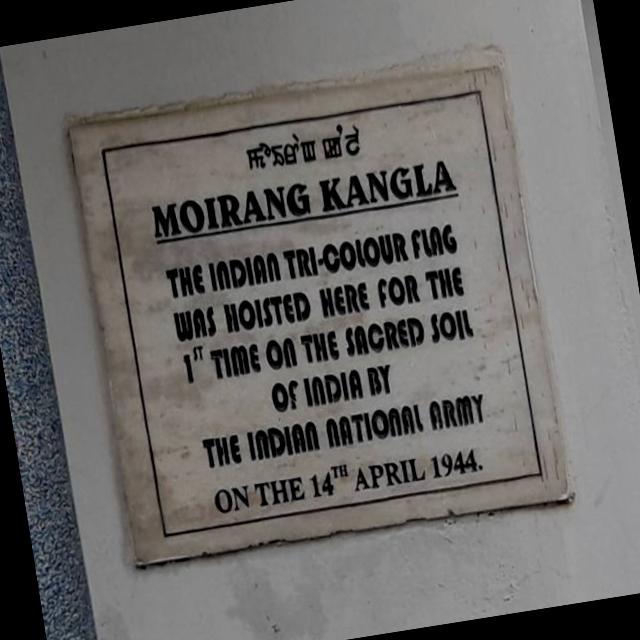 MOIRANG KANGLA
THE INDIAN TRI-COLOUR FLAG
WAS HOISTED HERE FOR THE
1ST TIME ON THE SACRED SOIL
OF INDIA BY
THE INDIAN NATIONAL ARMY
ON THE 14TH APRIL 1944.